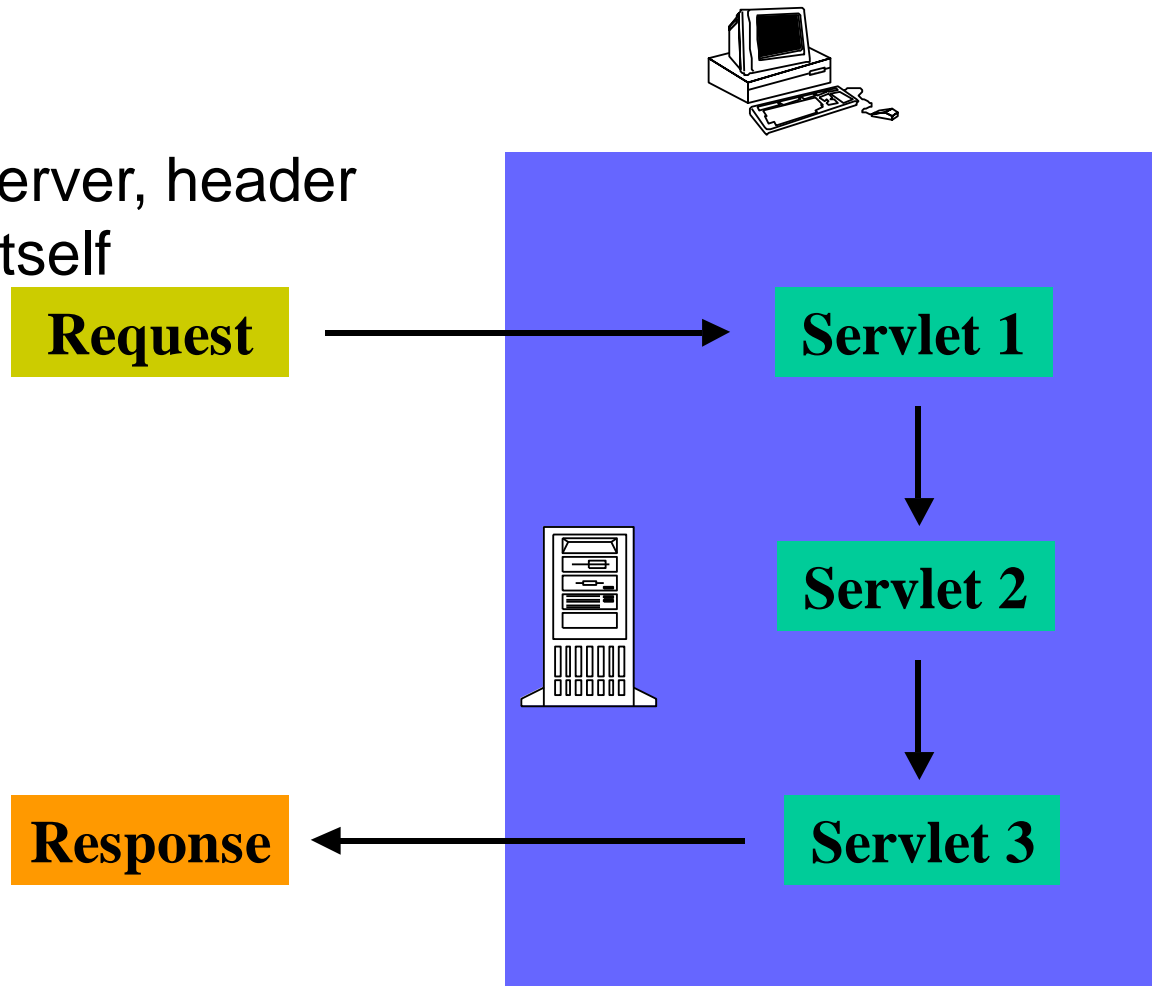 erver, header
tself
Request
Servlet 1
Servlet 2
Response
Servlet 3